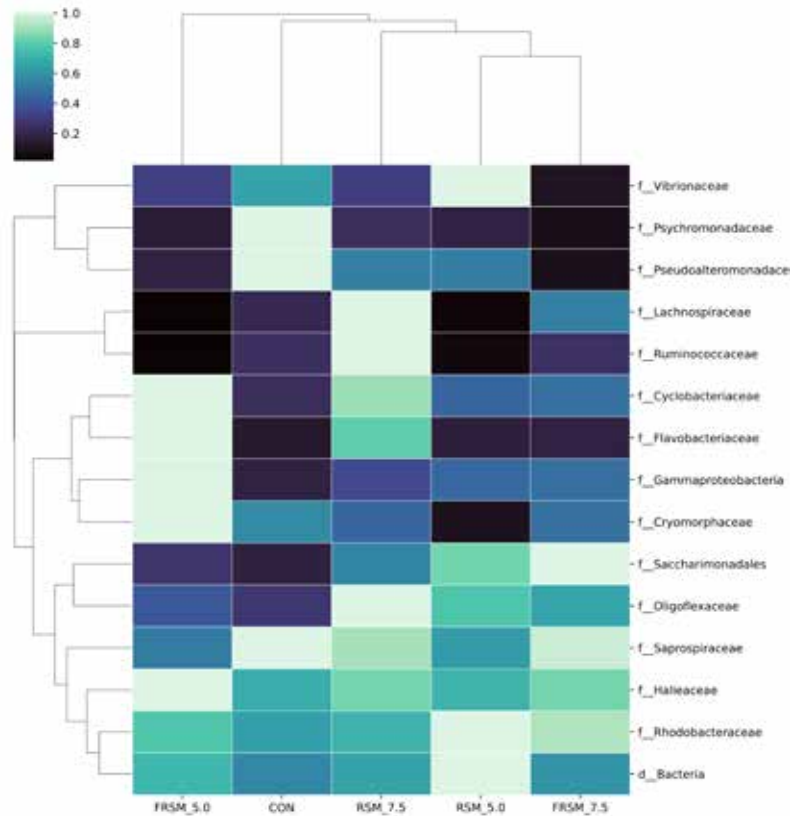 1.0
0.8
0.6
0.4
0.2
f__Vibrionaceae
f__Psychromonadaceae
f__Pseudoalteromonadace
f__Lachnospiraceae
f__Ruminococcaceae
f__Cyclobacteriaceae
f__Flavobacteriaceae
f__Gammaproteobacteria
f__Cryomorphaceae
f__Saccharimonadales
f__Oligoflexaceae
f__Saprospiraceae
f__Halieaceae
f__Rhodobacteraceae
d__Bacteria
FRSM_5.0 CON RSM_7.5 RSM_5.0 FRSM_7.5